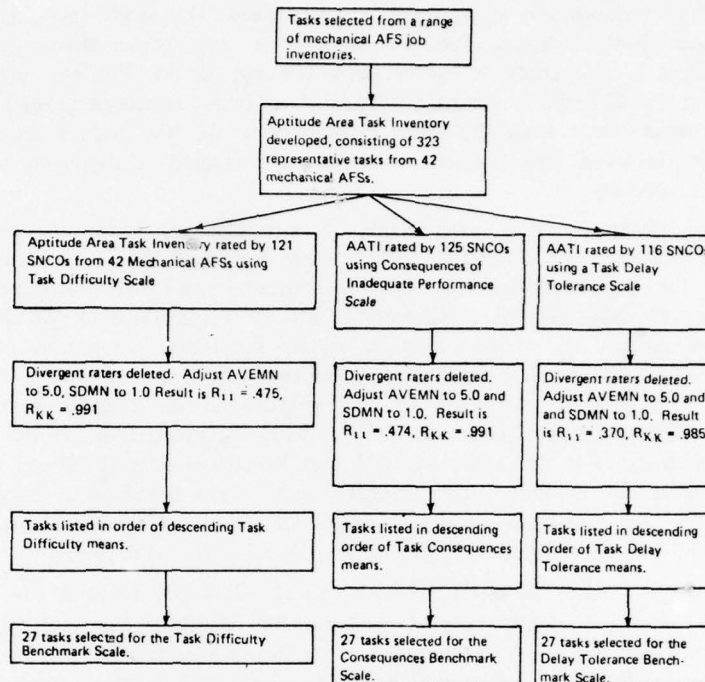 Tasks selected from a range
of mechanical AFS job
inventories.
Aptitude Area Task Inventory
developed, consisting of 323
representative tasks from 42
mechanical AFSs.
Aptitude Area Task Inventory rated by 121
SNCOs from 42 Mechanical AFSs using
Task Difficulty Scale
AATI rated by 125 SNCOs
using Consequences of
Inadequate Performance
Scale
AATI rated by 116 SNCOs
using a Task Delay
Tolerance Scale
Divergent raters deleted. Adjust AVEMN
to 5.0, SDMN to 1.0 Result is R11 = .475,
RKK = .991
Divergent raters deleted.
Adjust AVEMN to 5.0 and
SDMN to 1.0. Result is
R11 = .474, RKK = .991
Divergent raters deleted.
Adjust AVEMN to 5.0 and
and SDMN to 1.0. Result
is R11 = .370, RKK = .985
Tasks listed in order of descending Task
Difficulty means.
Tasks listed in descending
order of Task Consequences
means.
Tasks listed in descending
order of Task Delay
Tolerance means.
27 tasks selected for the Task Difficulty
Benchmark Scale.
27 tasks selected for the
Consequences Benchmark
Scale.
27 tasks selected for the
Delay Tolerance Bench-
mark Scale.